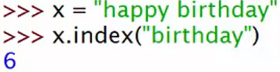 >>> x = "happy birthday"
>>> x.index("birthday")
6